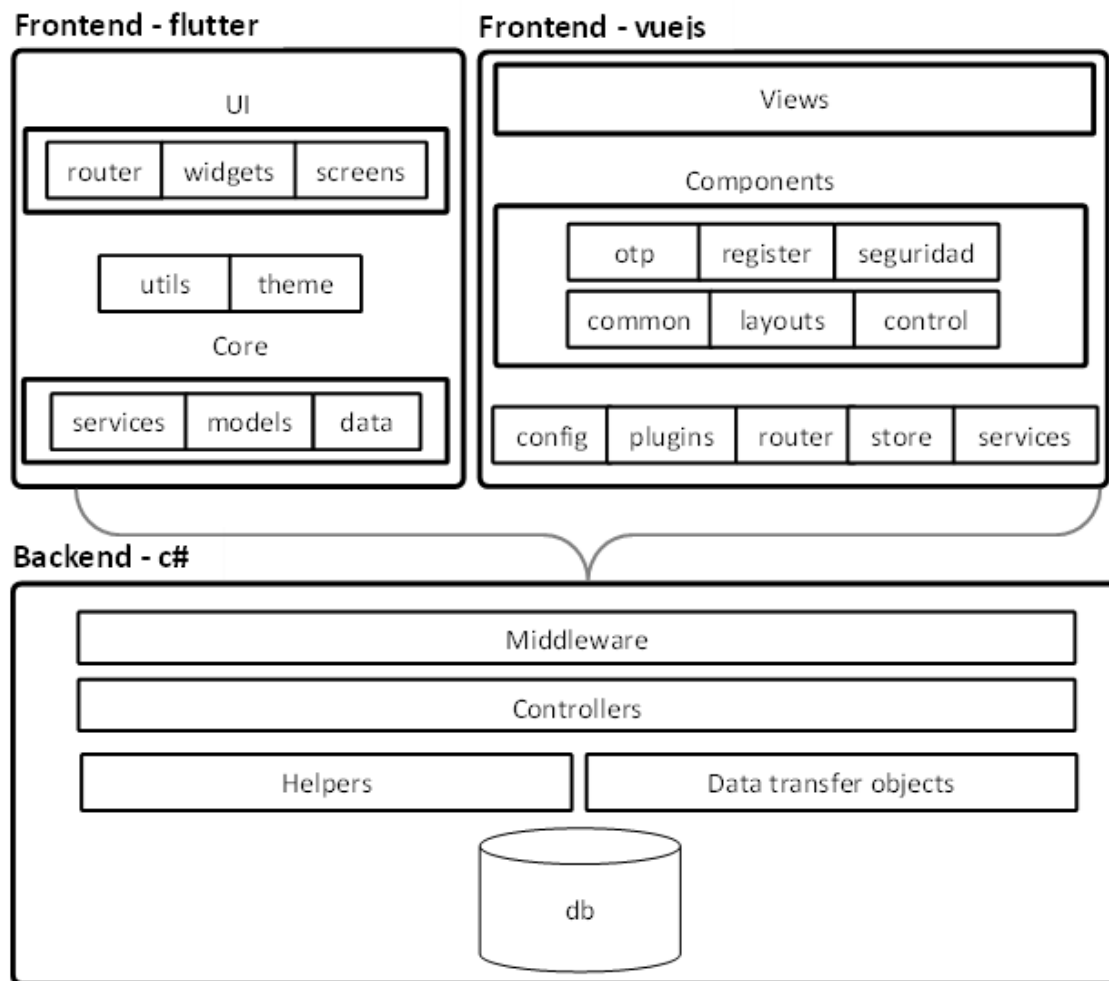 Frontend - flutter
UI
router widgets screens
utils theme
Core
services models data
Frontend - vuejs
Views
Components
otp register seguridad
common layouts control
config plugins router store services
Backend - c#
Middleware
Controllers
Helpers Data transfer objects
db